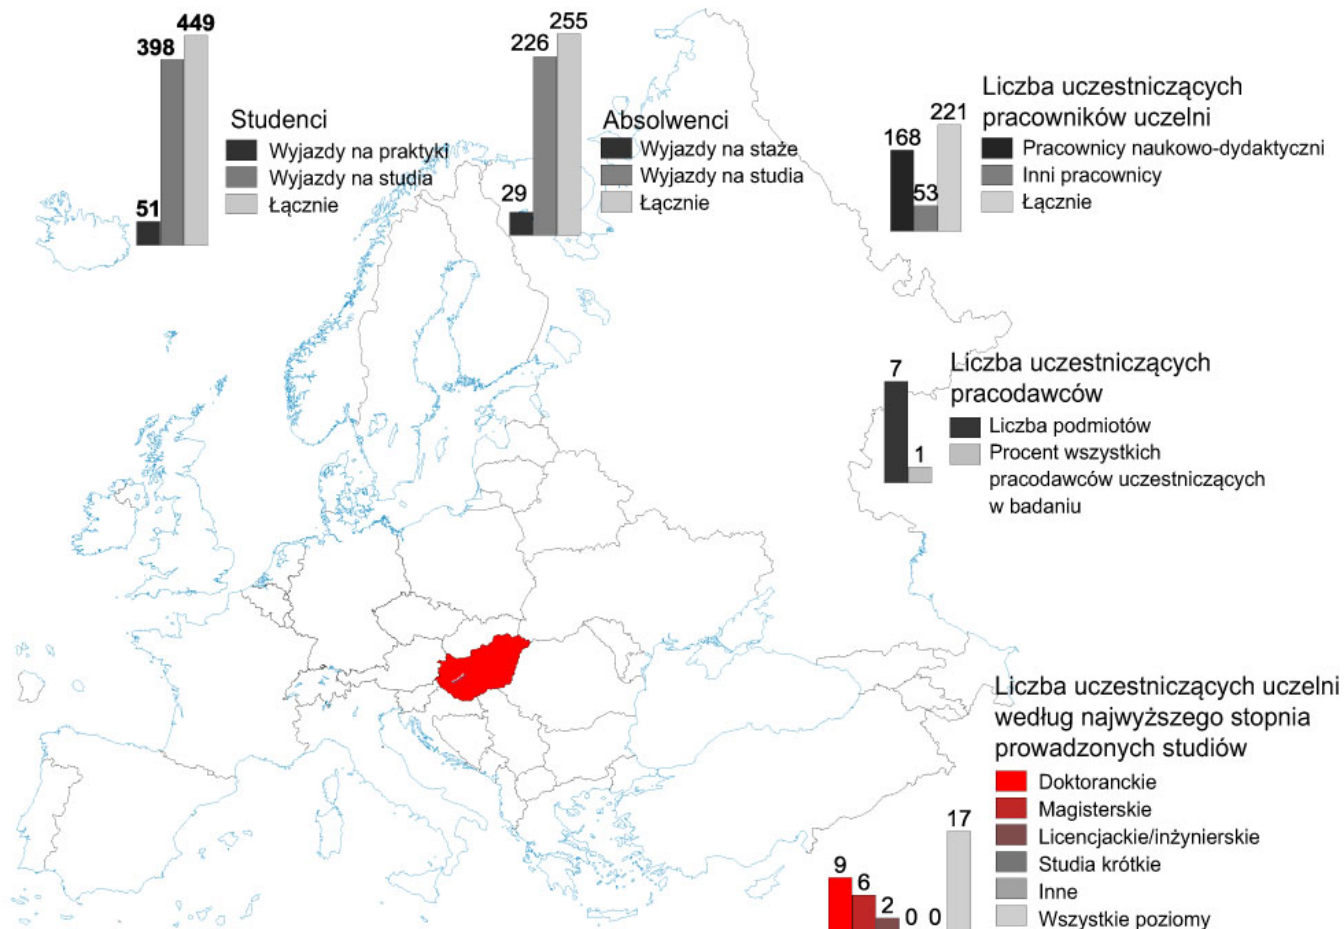 449
398
51
Studenci
Wyjazdy na praktyki
Wyjazdy na studia
Łącznie
255
226
29
Absolwenci
Wyjazdy na staże
Wyjazdy na studia
Łącznie
221
168
53
Liczba uczestniczących
pracowników uczelni
Pracownicy naukowo-dydaktyczni
Inni pracownicy
Łącznie
7
1
Liczba uczestniczących
pracodawców
Liczba podmiotów
Procent wszystkich
pracodawców uczestniczących
w badaniu
Liczba uczestniczących uczelni
według najwyższego stopnia
prowadzonych studiów
Doktoranckie
Magisterskie
Licencjackie/inżynierskie
Studia krótkie
Inne
Wszystkie poziomy
17
9
6
2
0 0